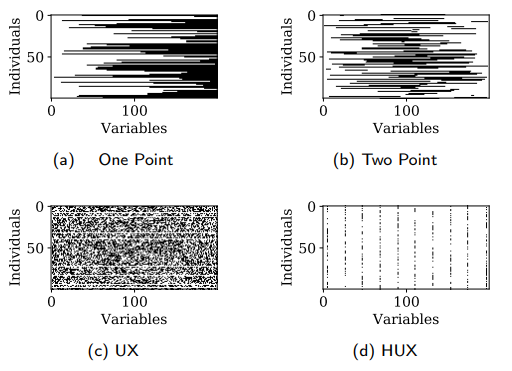 0
50
Individuals
0
100
Variables
(a) One Point
0
50
Individuals
0
100
Variables
(b) Two Point
0
50
Individuals
0
100
Variables
(c) UX
0
50
Individuals
0
100
Variables
(d) HUX